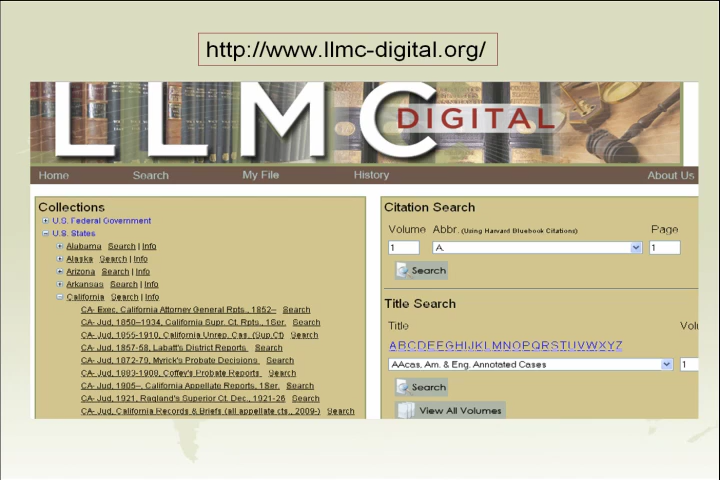 http://www.llmc-digital.org/
LLMC DIGITAL
Home Search My File History About Us
Collections
U.S. Federal Government
U.S. States
Alabama Search | Info
Alaska Search | Info
Arizona Search | Info
Arkansas Search | Info
California Search | Info
CA- Exec, California Attorney General Rpts., 1852– Search
CA- Jud, 1850–1934, California Supr. Ct. Rpts., 1Ser. Search
CA- Jud, 1855-1910, California Unrep. Cas. (Sup.Ct) Search
CA- Jud, 1857-58, Labatt's District Reports Search
CA- Jud, 1872-79, Myrick's Probate Decisions Search
CA- Jud, 1883-1908, Coffey's Probate Reports Search
CA- Jud, 1905–, California Appellate Reports, 1Ser. Search
CA- Jud, 1921, Ragland's Superior Ct. Dec., 1921-26 Search
CA- Jud, California Records & Briefs (all appellate cts., 2009-) Search
Citation Search
Volume Abbr. (Using Harvard Bluebook Citations) Page
1 A. 1
Search
Title Search
Title Volu
A B C D E F G H I J K L M N O P Q R S T U V W X Y Z
AAcas, Am. & Eng. Annotated Cases 1
Search
View All Volumes